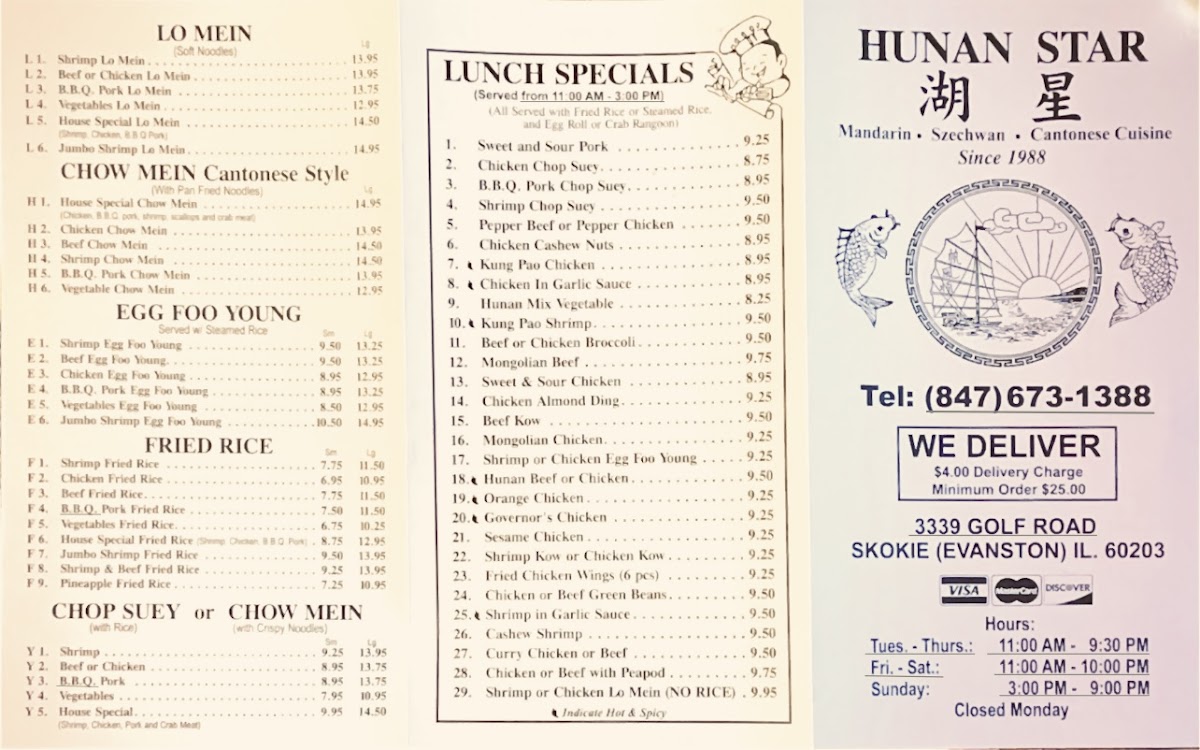 LO MEIN
(Soft Noodles)
Lg
L 1. Shrimp Lo Mein 13.95
L 2. Beef or Chicken Lo Mein 13.95
L 3. B.B.Q. Pork Lo Mein 13.75
L 4. Vegetables Lo Mein 12.95
L 5. House Special Lo Mein 14.50
(Shrimp, Chicken, B.B.Q Pork)
L 6. Jumbo Shrimp Lo Mein 14.95
CHOW MEIN Cantonese Style
(With Pan Fried Noodles)
Lg
H 1. House Special Chow Mein 14.95
(Chicken, B.B.Q. pork, shrimp, scallops and crab meat)
H 2. Chicken Chow Mein 13.95
H 3. Beef Chow Mein 14.50
H 4. Shrimp Chow Mein 14.50
H 5. B.B.Q. Pork Chow Mein 13.95
H 6. Vegetable Chow Mein 12.95
EGG FOO YOUNG
Served w/ Steamed Rice
Sm Lg
E 1. Shrimp Egg Foo Young 9.50 13.25
E 2. Beef Egg Foo Young 9.50 13.25
E 3. Chicken Egg Foo Young 8.95 12.95
E 4. B.B.Q. Pork Egg Foo Young 8.95 13.25
E 5. Vegetables Egg Foo Young 8.50 12.95
E 6. Jumbo Shrimp Egg Foo Young 10.50 14.95
FRIED RICE
Sm Lg
F 1. Shrimp Fried Rice 7.75 11.50
F 2. Chicken Fried Rice 6.95 10.95
F 3. Beef Fried Rice 7.75 11.50
F 4. B.B.Q. Pork Fried Rice 7.50 11.50
F 5. Vegetables Fried Rice 6.75 10.25
F 6. House Special Fried Rice (Shrimp, Chicken, B.B.Q. Pork) 8.75 12.95
F 7. Jumbo Shrimp Fried Rice 9.50 13.95
F 8. Shrimp & Beef Fried Rice 9.25 13.95
F 9. Pineapple Fried Rice 7.25 10.95
CHOP SUEY or CHOW MEIN
(with Rice) (with Crispy Noodles)
Sm Lg
Y 1. Shrimp 9.25 13.95
Y 2. Beef or Chicken 8.95 13.75
Y 3. B.B.Q. Pork 8.95 13.75
Y 4. Vegetables 7.95 10.95
Y 5. House Special 9.95 14.50
(Shrimp, Chicken, Pork and Crab Meat)
LUNCH SPECIALS
(Served from 11:00 AM - 3:00 PM)
(All Served with Fried Rice or Steamed Rice,
and Egg Roll or Crab Rangoon)
1. Sweet and Sour Pork 9.25
2. Chicken Chop Suey 8.75
3. B.B.Q. Pork Chop Suey 8.95
4. Shrimp Chop Suey 9.50
5. Pepper Beef or Pepper Chicken 9.50
6. Chicken Cashew Nuts 8.95
7. Kung Pao Chicken 8.95
8. Chicken In Garlic Sauce 8.95
9. Hunan Mix Vegetable 8.25
10. Kung Pao Shrimp 9.50
11. Beef or Chicken Broccoli 9.50
12. Mongolian Beef 9.75
13. Sweet & Sour Chicken 8.95
14. Chicken Almond Ding 9.25
15. Beef Kow 9.50
16. Mongolian Chicken 9.25
17. Shrimp or Chicken Egg Foo Young 9.25
18. Hunan Beef or Chicken 9.50
19. Orange Chicken 9.25
20. Governor's Chicken 9.25
21. Sesame Chicken 9.25
22. Shrimp Kow or Chicken Kow 9.25
23. Fried Chicken Wings (6 pcs) 9.25
24. Chicken or Beef Green Beans 9.50
25. Shrimp in Garlic Sauce 9.50
26. Cashew Shrimp 9.50
27. Curry Chicken or Beef 9.50
28. Chicken or Beef with Peapod 9.75
29. Shrimp or Chicken Lo Mein (NO RICE) 9.95
Indicate Hot & Spicy
HUNAN STAR
湖 星
Mandarin • Szechwan • Cantonese Cuisine
Since 1988
Tel: (847) 673-1388
WE DELIVER
$4.00 Delivery Charge
Minimum Order $25.00
3339 GOLF ROAD
SKOKIE (EVANSTON) IL. 60203
VISA MasterCard DISCOVER
Hours:
Tues. - Thurs.: 11:00 AM - 9:30 PM
Fri. - Sat.: 11:00 AM - 10:00 PM
Sunday: 3:00 PM - 9:00 PM
Closed Monday